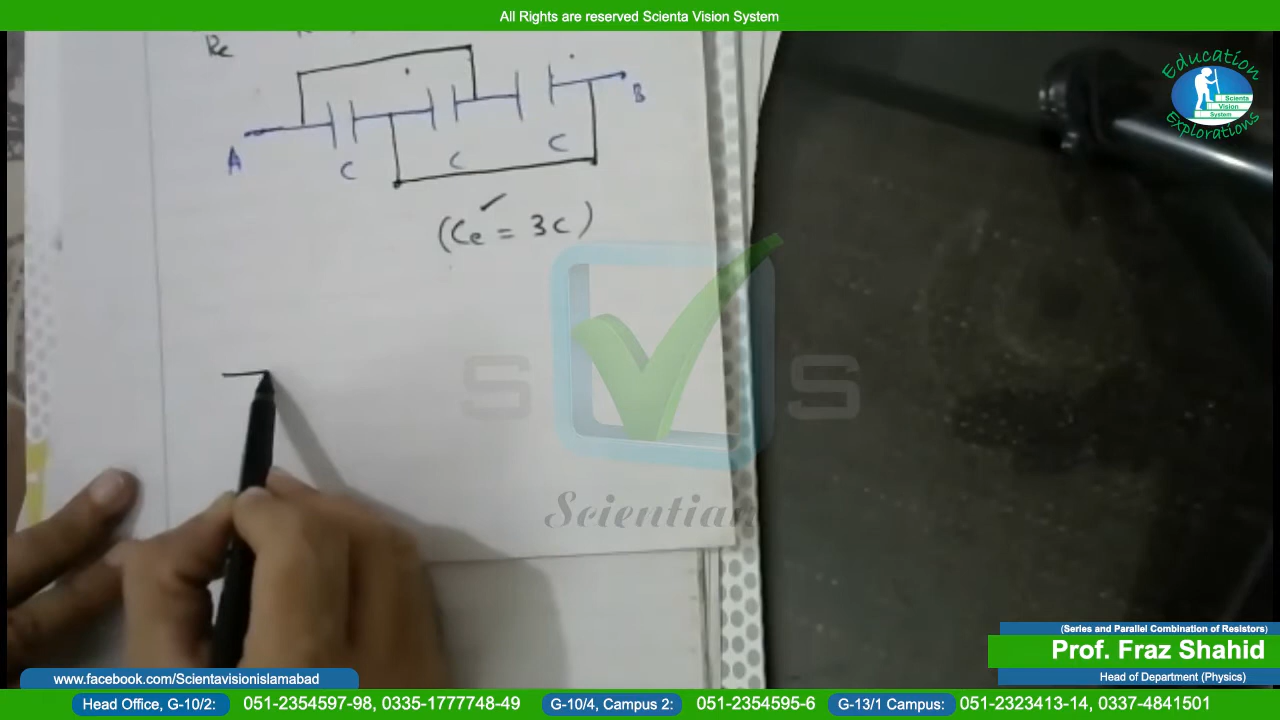 All Rights are reserved Scienta Vision System
Education
Scienta
Vision
System
Explorations
Re
A
B
C
C
C
(Ce = 3C)
S S
Scientian
(Series and Parallel Combination of Resistors)
Prof. Fraz Shahid
Head of Department (Physics)
www.facebook.com/Scientavisionislamabad
Head Office, G-10/2: 051-2354597-98, 0335-1777748-49 G-10/4, Campus 2: 051-2354595-6 G-13/1 Campus: 051-2323413-14, 0337-4841501